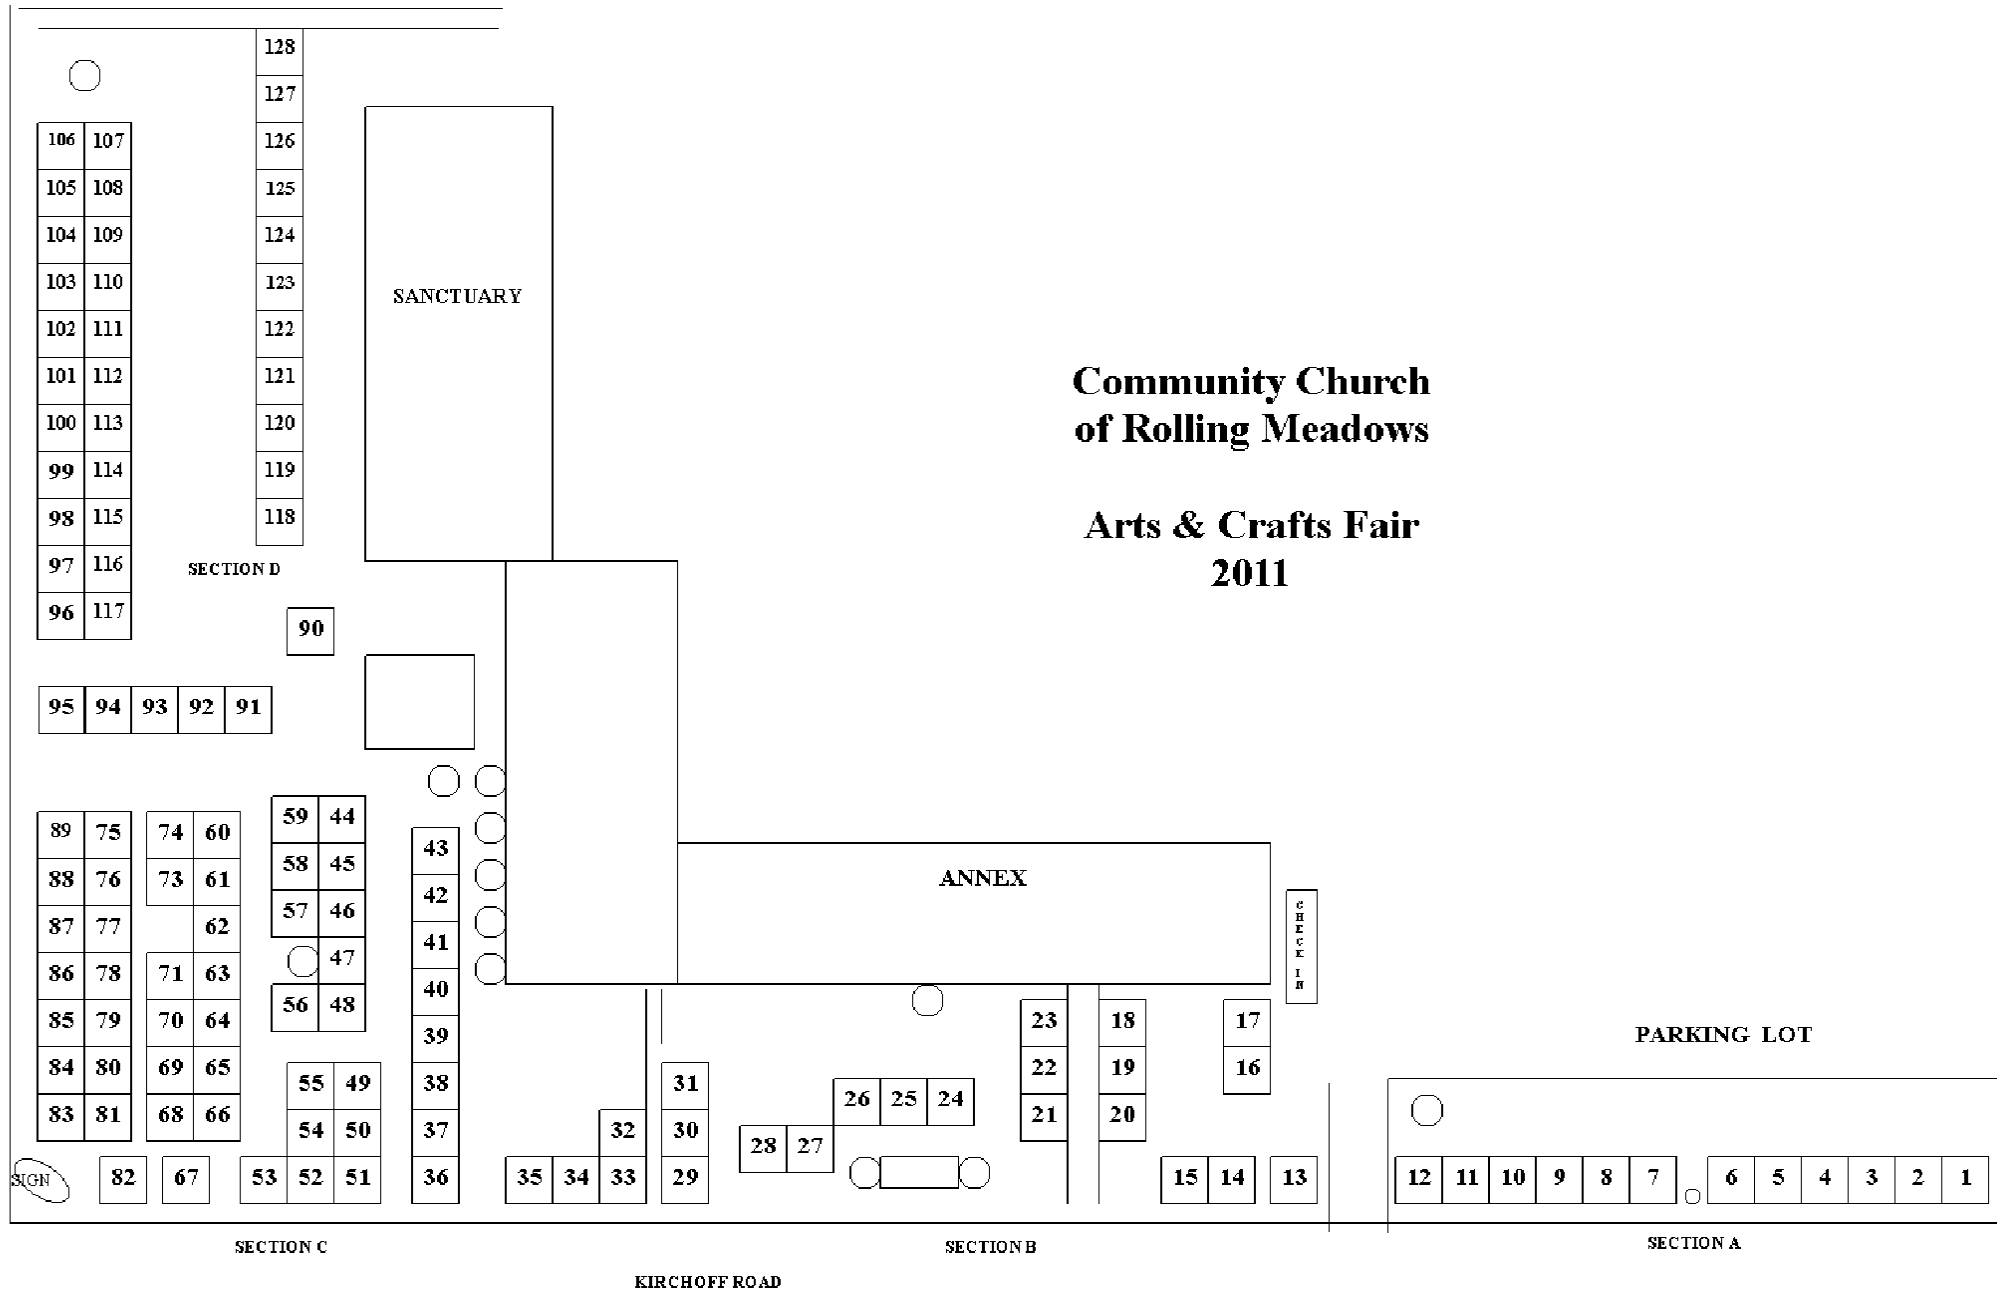 128
127
106 107 126
105 108 125
104 109 124
103 110 123
SANCTUARY
102 111 122
101 112 121
Community Church
100 113 120
of Rolling Meadows
99 114 119
98 115 118
Arts & Crafts Fair
97 116
SECTION D
2011
96 117
90
95 94 93 92 91
59 44
89 75 74 60
43
58 45
88 76 73 61
ANNEX
42
57 46
87 77 62
41
CHECK IN
47
86 78 71 63
40
56 48
85 79 70 64
39
23 18 17
PARKING LOT
84 80 69 65
22 19 16
55 49 38 31
26 25 24
83 81 68 66
21 20
54 50 37 32 30
28 27
SIGN 82 67 53 52 51 36 35 34 33 29 15 14 13 12 11 10 9 8 7 6 5 4 3 2 1
SECTION C
SECTION B
SECTION A
KIRCHOFF ROAD